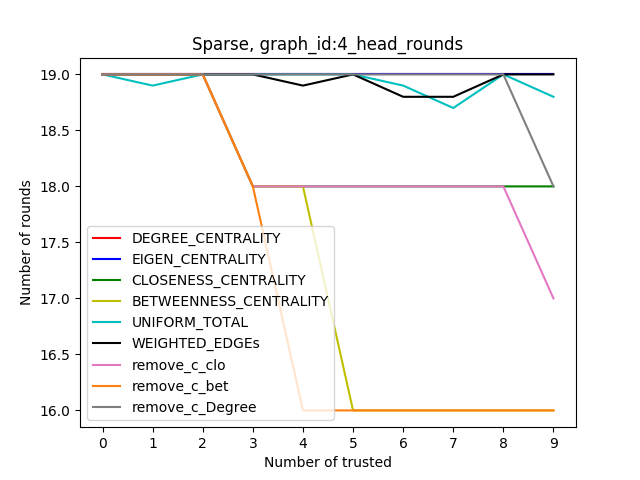 Sparse, graph_id:4_head_rounds
19.0
18.5
18.0
17.5
17.0
16.5
16.0
Number of rounds
DEGREE_CENTRALITY
EIGEN_CENTRALITY
CLOSENESS_CENTRALITY
BETWEENNESS_CENTRALITY
UNIFORM_TOTAL
WEIGHTED_EDGEs
remove_c_clo
remove_c_bet
remove_c_Degree
0 1 2 3 4 5 6 7 8 9
Number of trusted